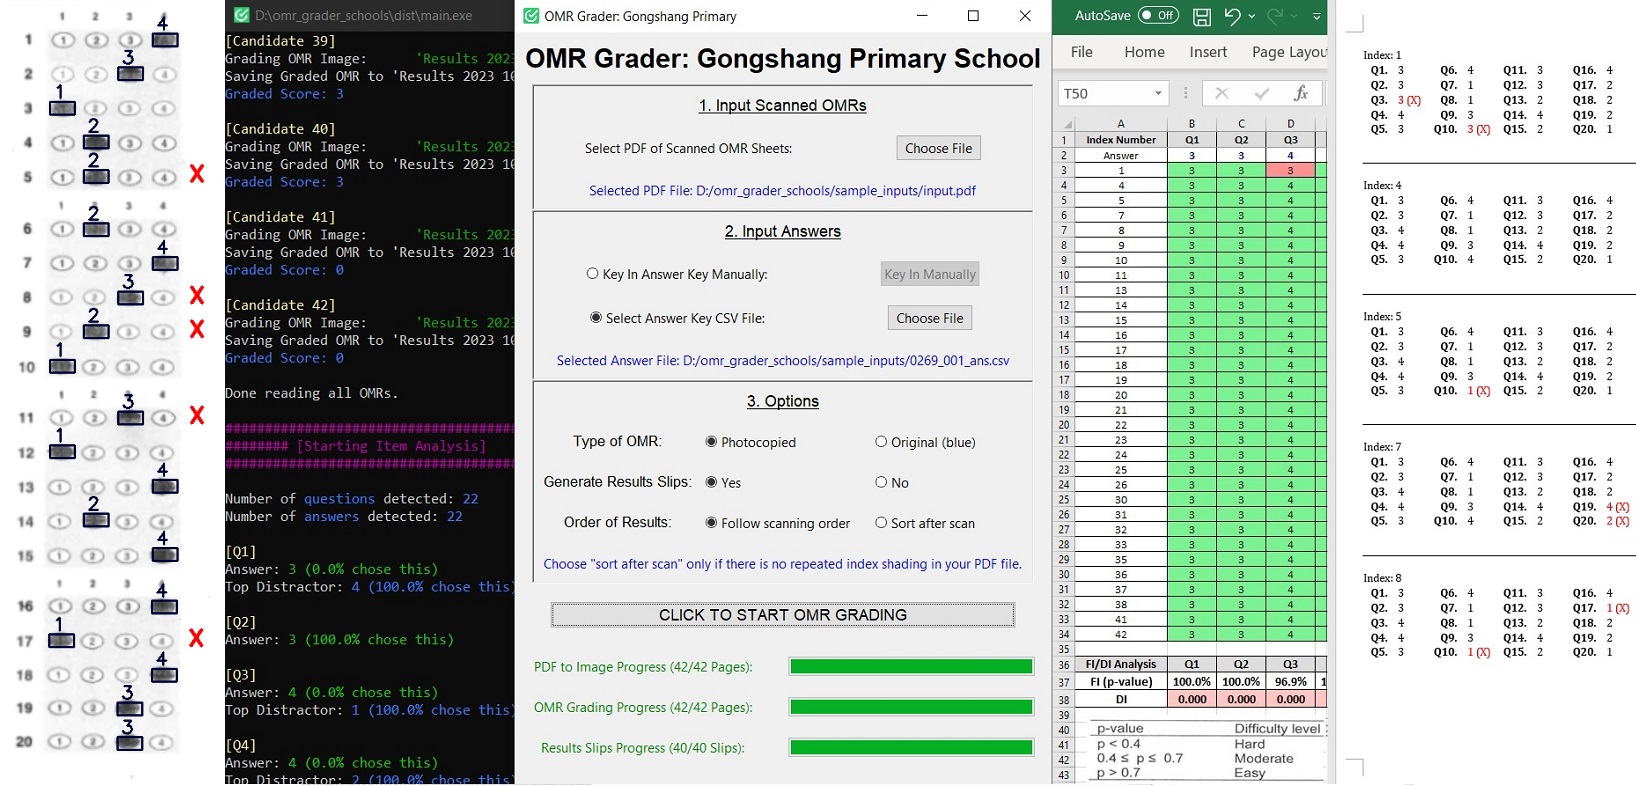 1 2 3 4
1 1 2 3 4
3
2 1 2 3 4
1
3 2 3 4
2
4 1 3 4
2
5 1 3 4 X
1 2 3 4
2
6 1 3 4
4
7 1 2 3
3
8 1 2 4 X
2
9 1 3 4 X
1
10 2 3 4
1 2 3 4
3
11 1 2 4 X
1
12 2 3 4
4
13 1 2 3
2
14 1 3 4
4
15 1 2 3
1 2 3 4
4
16 1 2 3
1
17 2 3 4 X
4
18 1 2 3
3
19 1 2 4
3
20 1 2 4
D:\omr_grader_schools\dist\main.exe
[Candidate 39]
Grading OMR Image: 'Results 2023
Saving Graded OMR to 'Results 2023 10
Graded Score: 3
[Candidate 40]
Grading OMR Image: 'Results 2023
Saving Graded OMR to 'Results 2023 10
Graded Score: 3
[Candidate 41]
Grading OMR Image: 'Results 2023
Saving Graded OMR to 'Results 2023 10
Graded Score: 0
[Candidate 42]
Grading OMR Image: 'Results 2023
Saving Graded OMR to 'Results 2023 10
Graded Score: 0
Done reading all OMRs.
######################################
######## [Starting Item Analysis]
######################################
Number of questions detected: 22
Number of answers detected: 22
[Q1]
Answer: 3 (0.0% chose this)
Top Distractor: 4 (100.0% chose this)
[Q2]
Answer: 3 (100.0% chose this)
[Q3]
Answer: 4 (0.0% chose this)
Top Distractor: 1 (100.0% chose this)
[Q4]
Answer: 4 (0.0% chose this)
Top Distractor: 2 (100.0% chose this)
OMR Grader: Gongshang Primary
OMR Grader: Gongshang Primary School
1. Input Scanned OMRs
Select PDF of Scanned OMR Sheets: Choose File
Selected PDF File: D:/omr_grader_schools/sample_inputs/input.pdf
2. Input Answers
Key In Answer Key Manually: Key In Manually
Select Answer Key CSV File: Choose File
Selected Answer File: D:/omr_grader_schools/sample_inputs/0269_001_ans.csv
3. Options
Type of OMR: Photocopied Original (blue)
Generate Results Slips: Yes No
Order of Results: Follow scanning order Sort after scan
Choose "sort after scan" only if there is no repeated index shading in your PDF file.
CLICK TO START OMR GRADING
PDF to Image Progress (42/42 Pages):
OMR Grading Progress (42/42 Pages):
Results Slips Progress (40/40 Slips):
AutoSave Off
File Home Insert Page Layou
T50 fx
A B C D
1 Index Number Q1 Q2 Q3
2 Answer 3 3 4
3 1 3 3 3
4 4 3 3 4
5 5 3 3 4
6 7 3 3 4
7 8 3 3 4
8 9 3 3 4
9 10 3 3 4
10 11 3 3 4
11 13 3 3 4
12 14 3 3 4
13 15 3 3 4
14 16 3 3 4
15 17 3 3 4
16 18 3 3 4
17 19 3 3 4
18 20 3 3 4
19 21 3 3 4
20 22 3 3 4
21 23 3 3 4
22 24 3 3 4
23 25 3 3 4
24 26 3 3 4
25 30 3 3 4
26 31 3 3 4
27 32 3 3 4
28 33 3 3 4
29 35 3 3 4
30 36 3 3 4
31 37 3 3 4
32 38 3 3 4
33 41 3 3 4
34 42 3 3 4
35
36 FI/DI Analysis Q1 Q2 Q3
37 FI (p-value) 100.0% 100.0% 96.9% 1
38 DI 0.000 0.000 0.000
39
40 p-value Difficulty level
41 p < 0.4 Hard
42 0.4 ≤ p ≤ 0.7 Moderate
43 p > 0.7 Easy
Index: 1
Q1. 3 Q6. 4 Q11. 3 Q16. 4
Q2. 3 Q7. 1 Q12. 3 Q17. 2
Q3. 3 (X) Q8. 1 Q13. 2 Q18. 2
Q4. 4 Q9. 3 Q14. 4 Q19. 2
Q5. 3 Q10. 3 (X) Q15. 2 Q20. 1
Index: 4
Q1. 3 Q6. 4 Q11. 3 Q16. 4
Q2. 3 Q7. 1 Q12. 3 Q17. 2
Q3. 4 Q8. 1 Q13. 2 Q18. 2
Q4. 4 Q9. 3 Q14. 4 Q19. 2
Q5. 3 Q10. 4 Q15. 2 Q20. 1
Index: 5
Q1. 3 Q6. 4 Q11. 3 Q16. 4
Q2. 3 Q7. 1 Q12. 3 Q17. 2
Q3. 4 Q8. 1 Q13. 2 Q18. 2
Q4. 4 Q9. 3 Q14. 4 Q19. 2
Q5. 3 Q10. 1 (X) Q15. 2 Q20. 1
Index: 7
Q1. 3 Q6. 4 Q11. 3 Q16. 4
Q2. 3 Q7. 1 Q12. 3 Q17. 2
Q3. 4 Q8. 1 Q13. 2 Q18. 2
Q4. 4 Q9. 3 Q14. 4 Q19. 4 (X)
Q5. 3 Q10. 4 Q15. 2 Q20. 2 (X)
Index: 8
Q1. 3 Q6. 4 Q11. 3 Q16. 4
Q2. 3 Q7. 1 Q12. 3 Q17. 1 (X)
Q3. 4 Q8. 1 Q13. 2 Q18. 2
Q4. 4 Q9. 3 Q14. 4 Q19. 2
Q5. 3 Q10. 1 (X) Q15. 2 Q20. 1